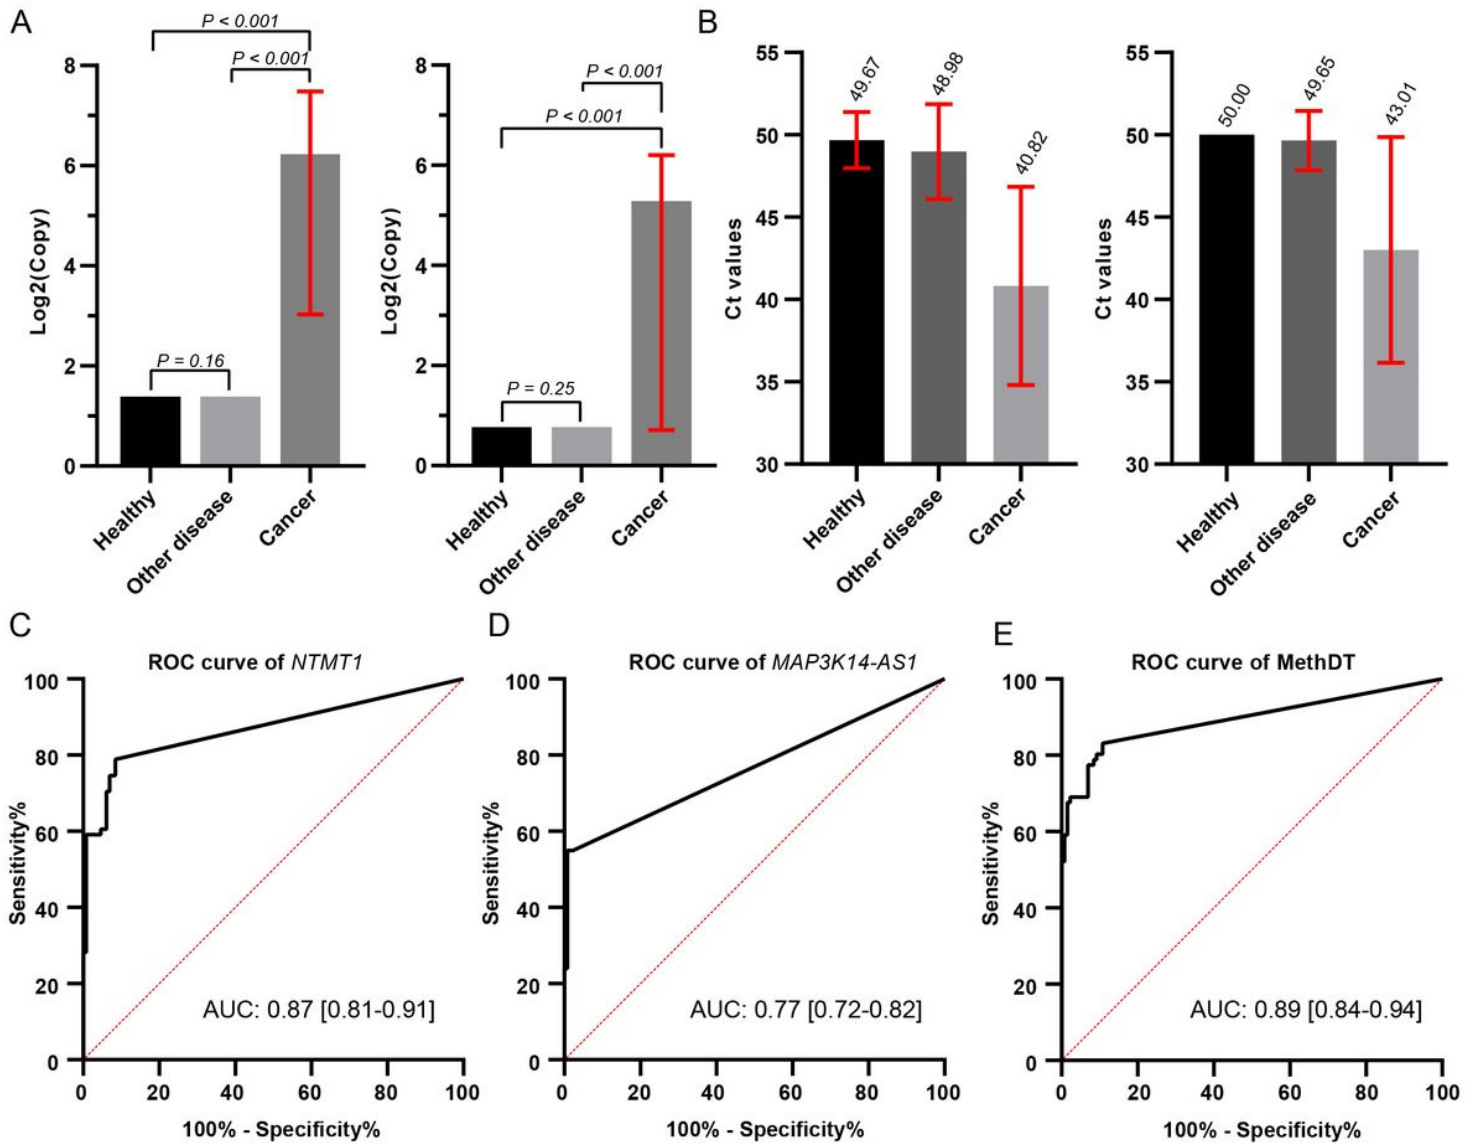 A
P < 0.001
P < 0.001
8
6
4
2
0
Log2(Copy)
P = 0.16
Healthy
Other disease
Cancer
P < 0.001
P < 0.001
8
6
4
2
0
Log2(Copy)
P = 0.25
Healthy
Other disease
Cancer
B
55
50
45
40
35
30
Ct values
49.67
48.98
40.82
Healthy
Other disease
Cancer
55
50
45
40
35
30
Ct values
50.00
49.65
43.01
Healthy
Other disease
Cancer
C
ROC curve of NTMT1
100
80
60
40
20
0
Sensitivity%
AUC: 0.87 [0.81-0.91]
0 20 40 60 80 100
100% - Specificity%
D
ROC curve of MAP3K14-AS1
100
80
60
40
20
0
Sensitivity%
AUC: 0.77 [0.72-0.82]
0 20 40 60 80 100
100% - Specificity%
E
ROC curve of MethDT
100
80
60
40
20
0
Sensitivity%
AUC: 0.89 [0.84-0.94]
0 20 40 60 80 100
100% - Specificity%